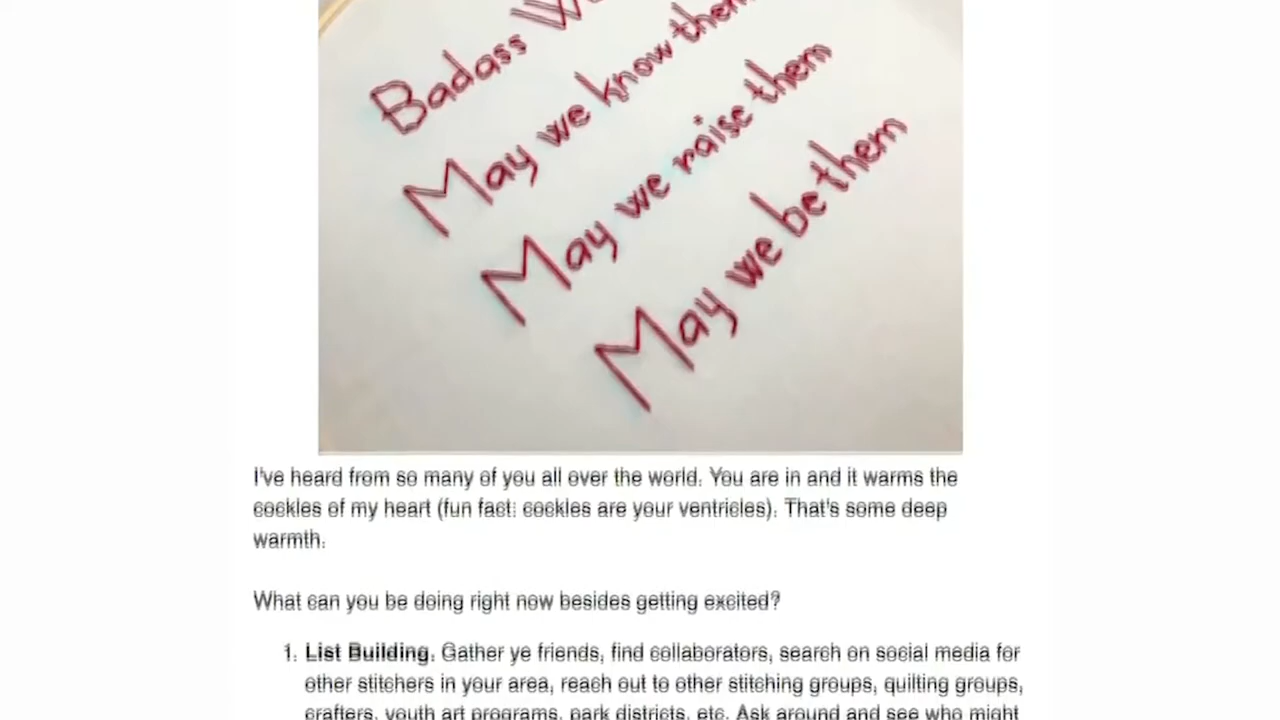 Badass
May we know them
May we raise them
May we be them
I've heard from so many of you all over the world. You are in and it warms the
cockles of my heart (fun fact: cockles are your ventricles). That's some deep
warmth.
What can you be doing right now besides getting excited?
1. List Building. Gather ye friends, find collaborators, search on social media for
other stitchers in your area, reach out to other stitching groups, quilting groups,
crafters, youth art programs, park districts, etc. Ask around and see who might